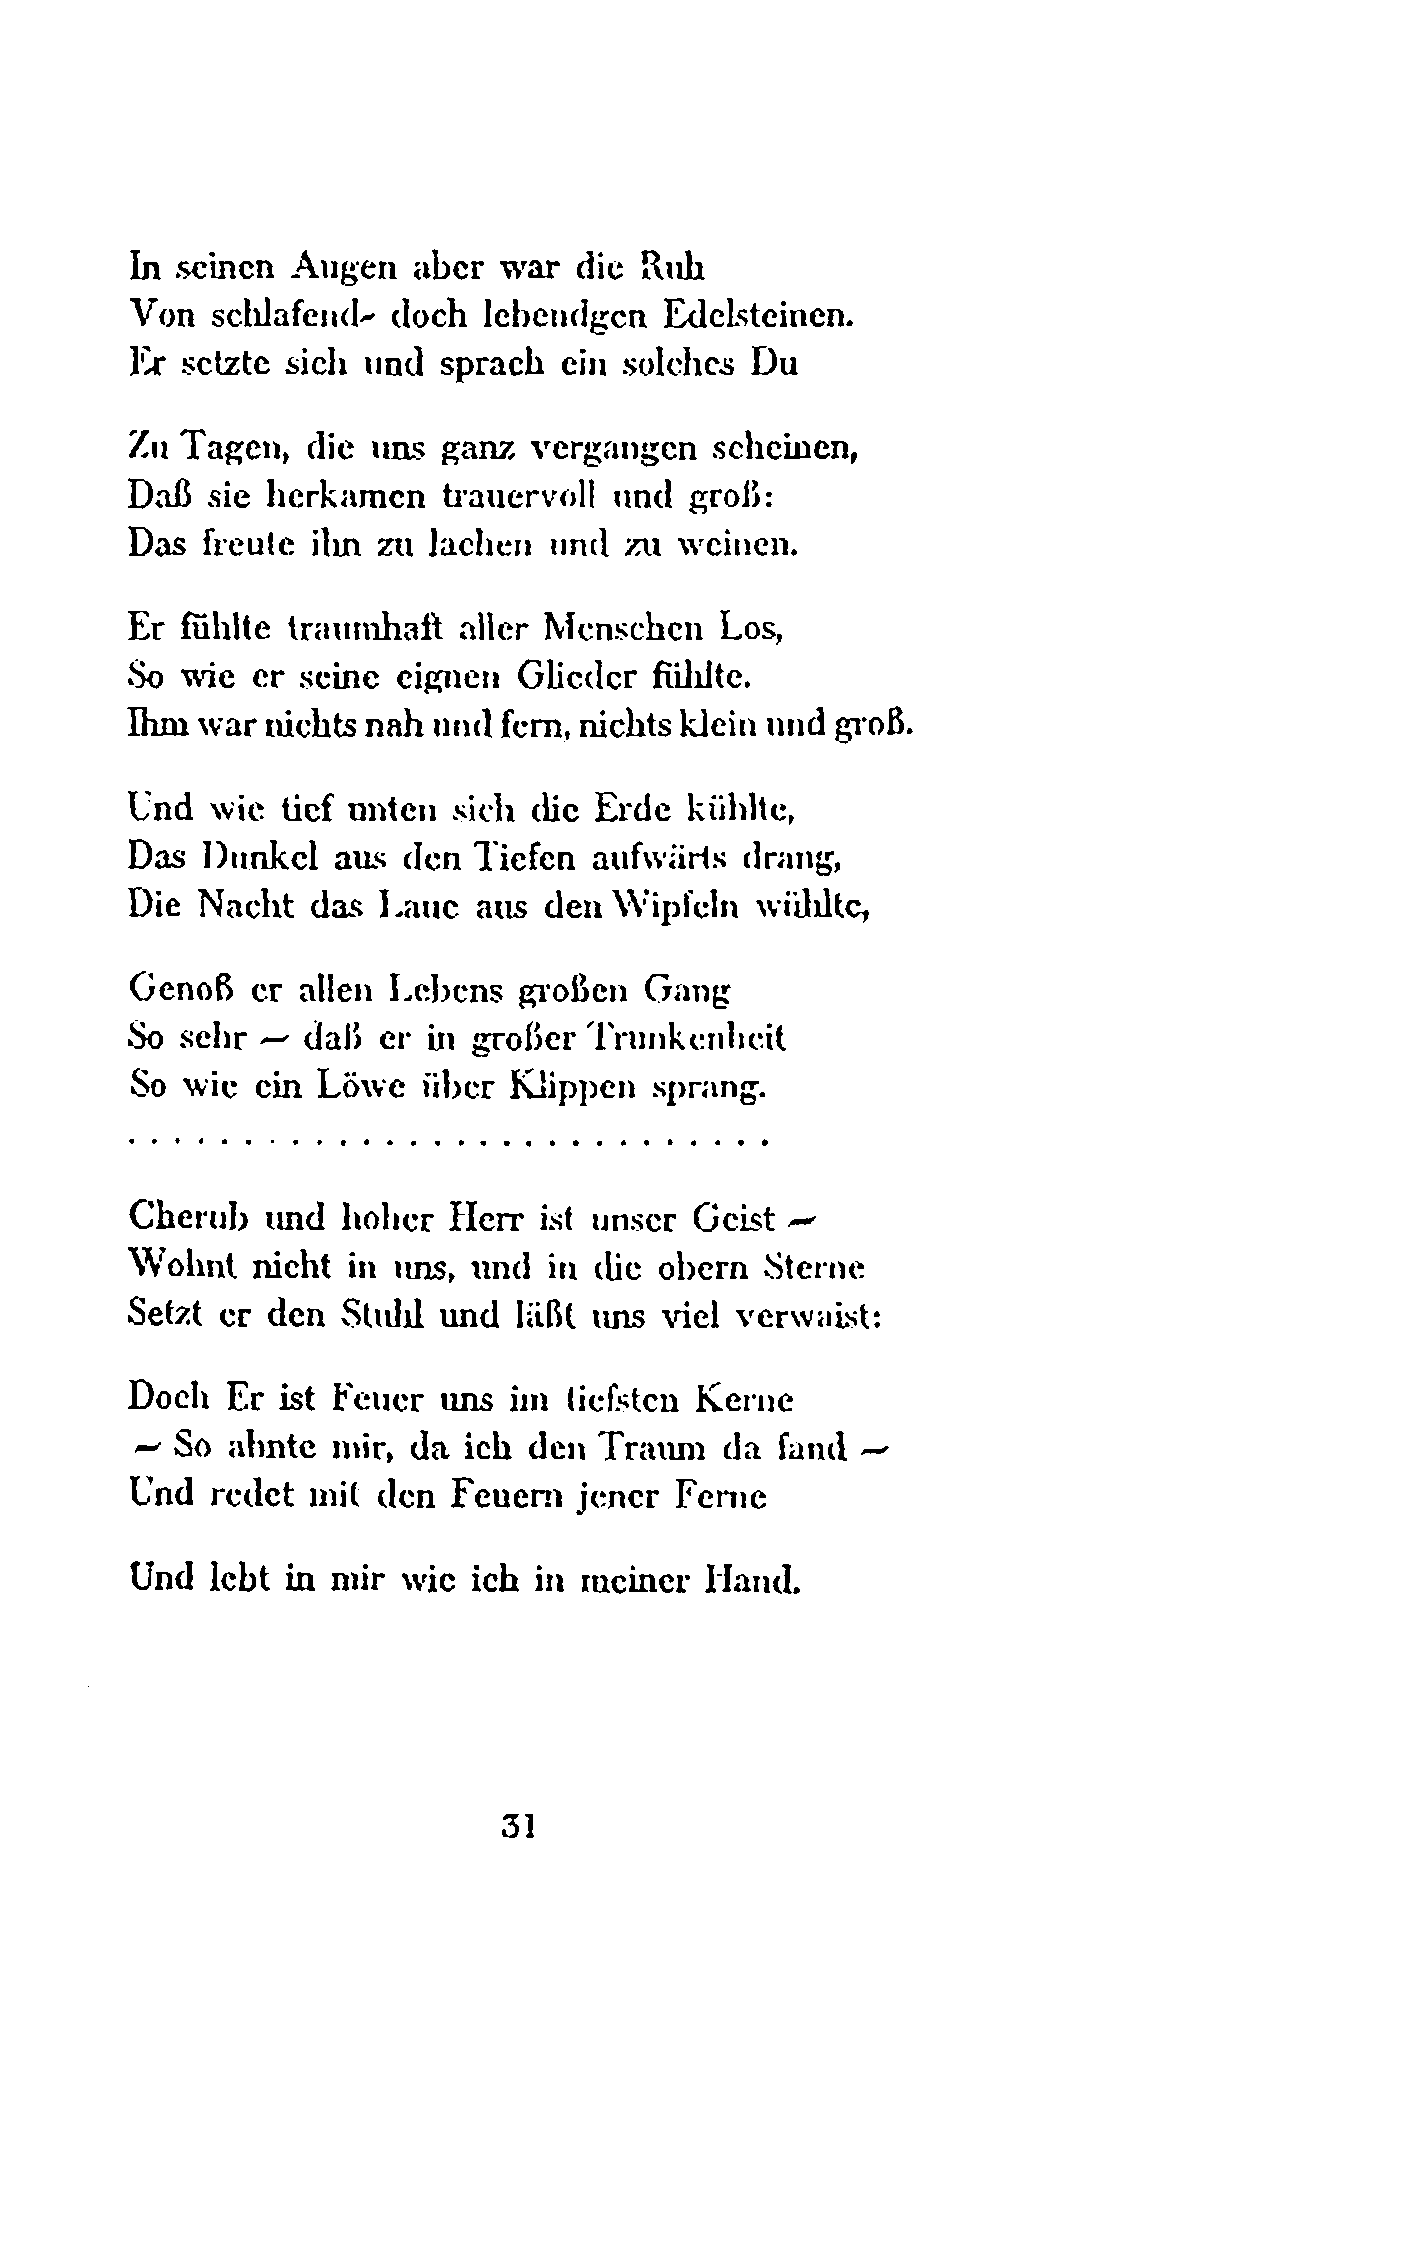 In seinen Augen aber war die Ruh
Von schlafend- doch lebendgen Edelsteinen.
Er setzte sich und sprach ein solches Du
Zu Tagen, die uns ganz vergangen scheinen,
Daß sie herkamen trauervoll und groß:
Das freute ihn zu lachen und zu weinen.
Er fühlte traumhaft aller Menschen Los,
So wie er seine eignen Glieder fühlte.
Ihm war nichts nah und fern, nichts klein und groß.
Und wie tief unten sich die Erde kühlte,
Das Dunkel aus den Tiefen aufwärts drang,
Die Nacht das Laue aus den Wipfeln wühlte,
Genoß er allen Lebens großen Gang
So sehr – daß er in großer Trunkenheit
So wie ein Löwe über Klippen sprang.
. . . . . . . . . . . . . . . . . . . . . . . . . . . .
Cherub und hoher Herr ist unser Geist –
Wohnt nicht in uns, und in die obern Sterne
Setzt er den Stuhl und läßt uns viel verwaist:
Doch Er ist Feuer uns im tiefsten Kerne
– So ahnte mir, da ich den Traum da fand –
Und redet mit den Feuern jener Ferne
Und lebt in mir wie ich in meiner Hand.
31